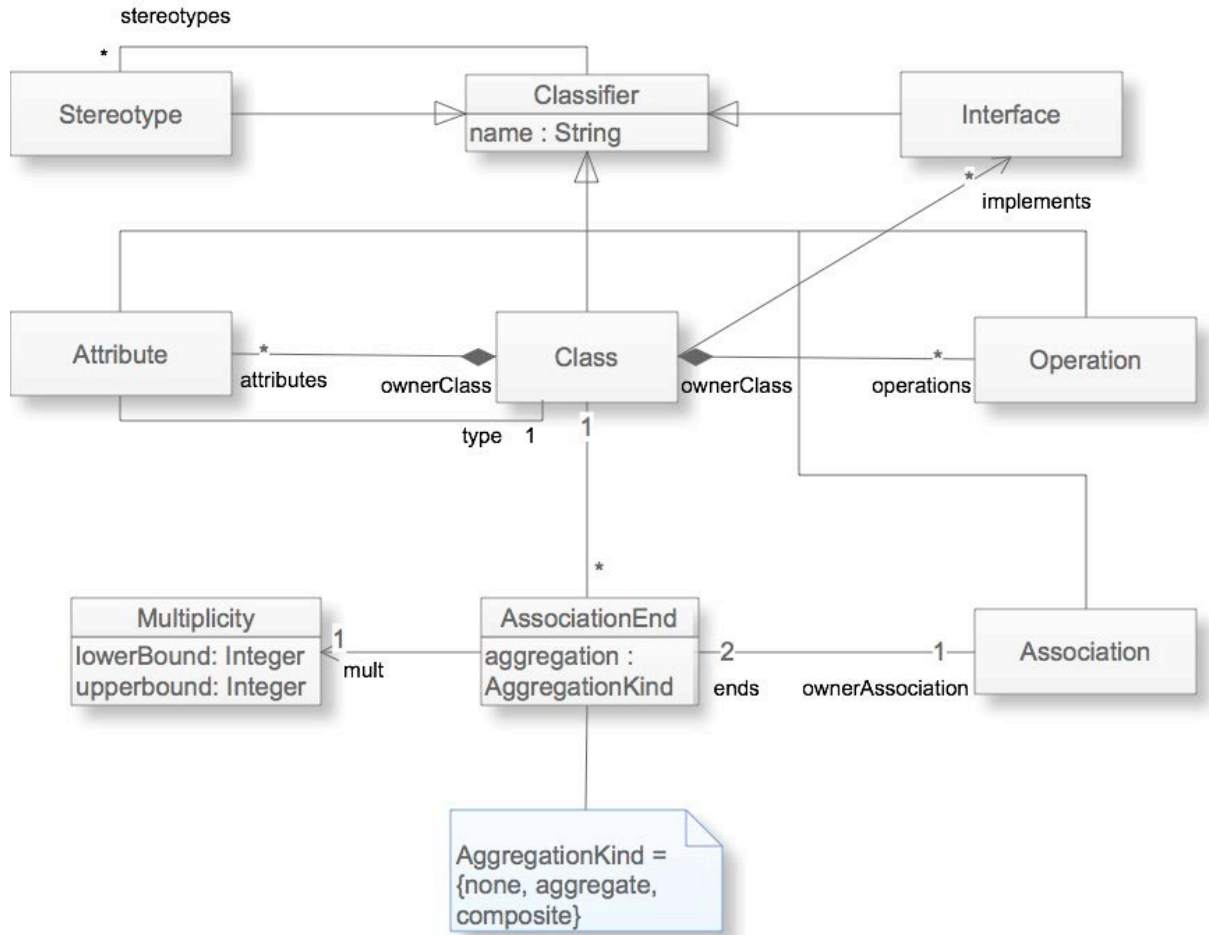 stereotypes
*
Stereotype
Classifier
name : String
Interface
*
implements
Attribute
*
attributes
ownerClass
Class
ownerClass
*
operations
Operation
type 1
1
*
Multiplicity
lowerBound: Integer
upperbound: Integer
1
mult
AssociationEnd
aggregation :
AggregationKind
2
ends
1
ownerAssociation
Association
AggregationKind =
{none, aggregate,
composite}